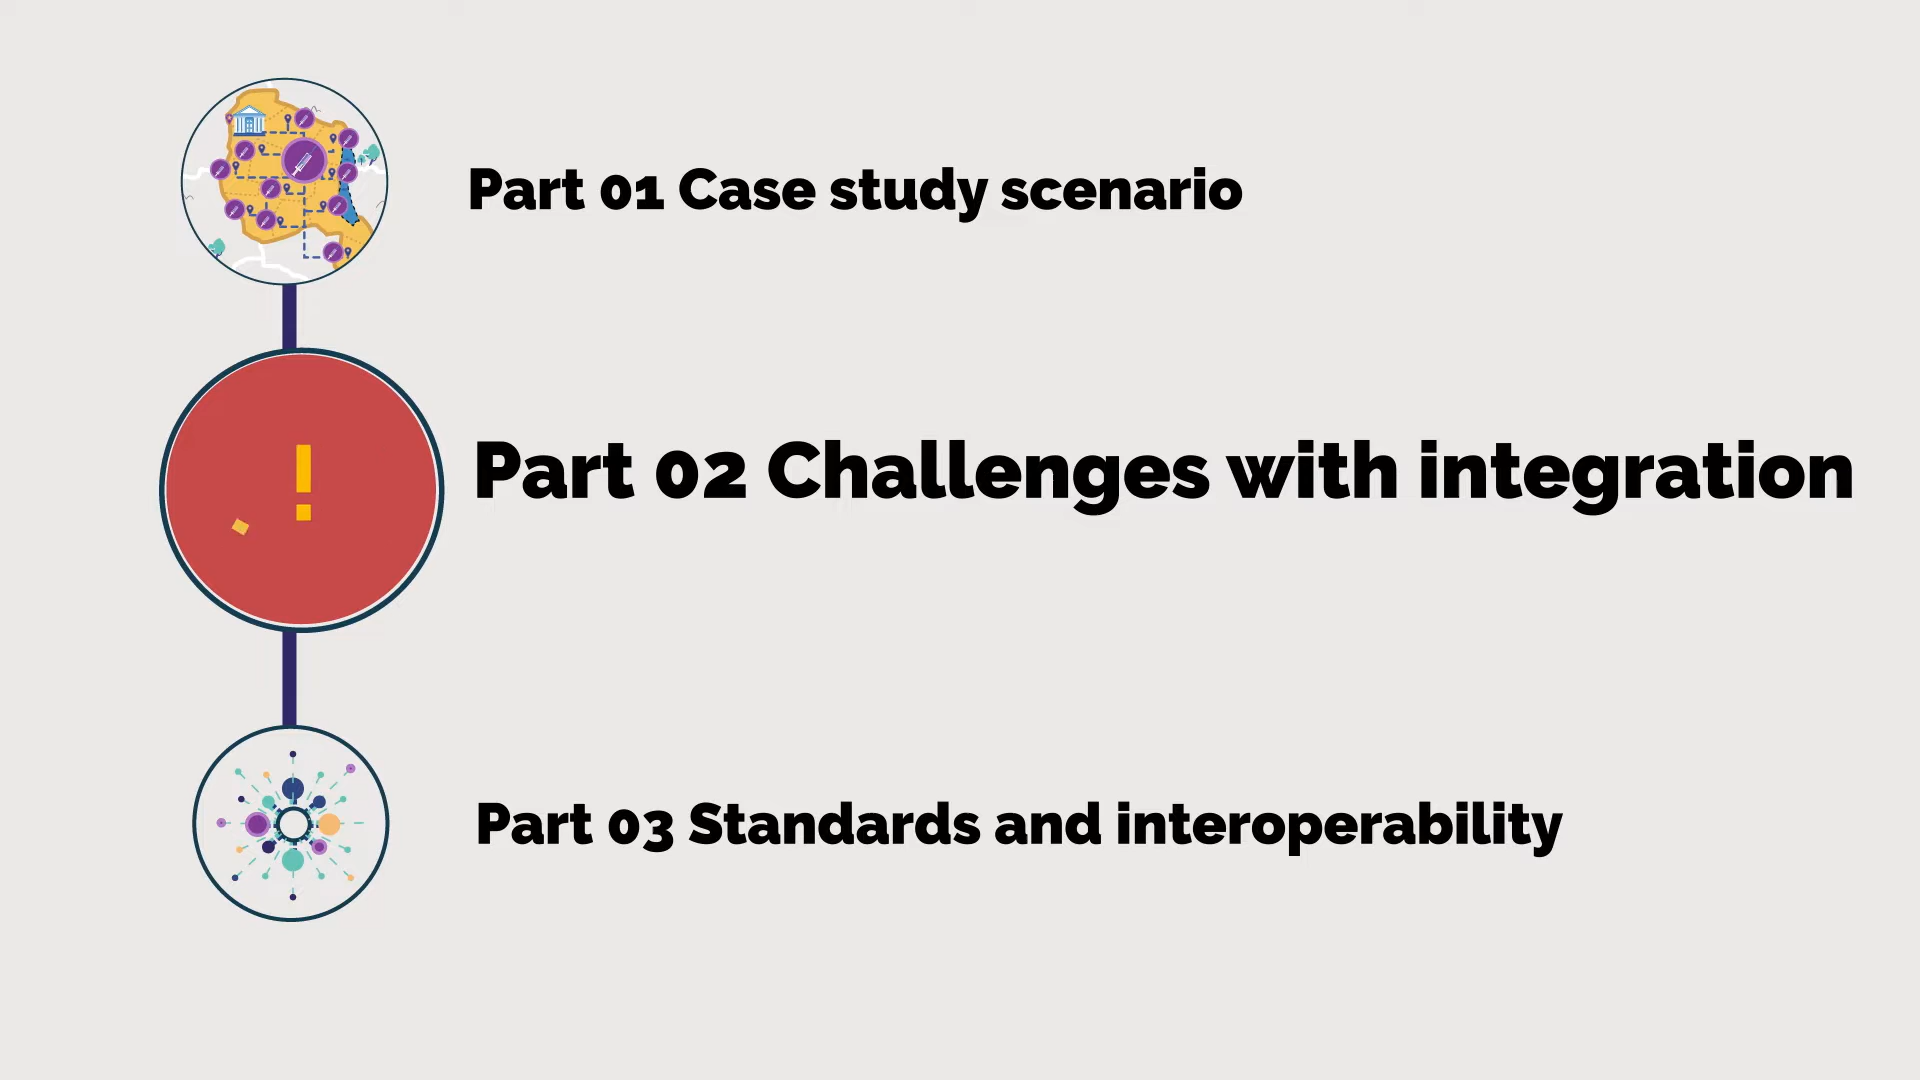 Part 01 Case study scenario
!
Part 02 Challenges with integration
Part 03 Standards and interoperability